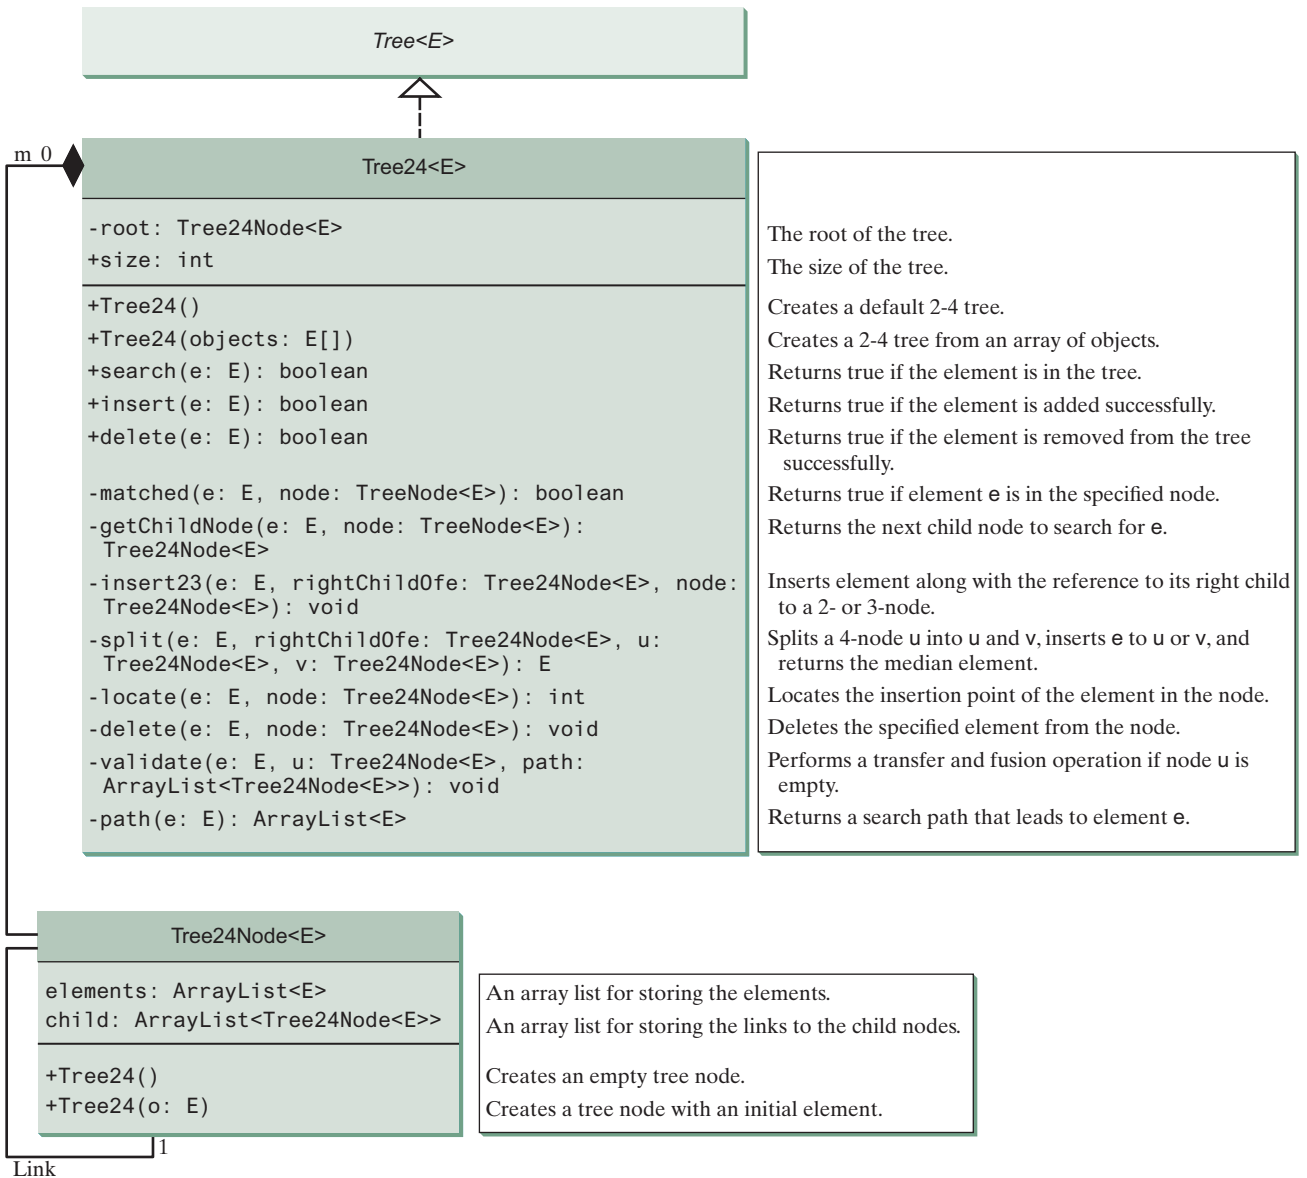 Tree<E>
m 0
Tree24<E>
-root: Tree24Node<E>
The root of the tree.
+size: int
The size of the tree.
+Tree24()
Creates a default 2-4 tree.
+Tree24(objects: E[])
Creates a 2-4 tree from an array of objects.
+search(e: E): boolean
Returns true if the element is in the tree.
+insert(e: E): boolean
Returns true if the element is added successfully.
+delete(e: E): boolean
Returns true if the element is removed from the tree
successfully.
-matched(e: E, node: TreeNode<E>): boolean
Returns true if element e is in the specified node.
-getChildNode(e: E, node: TreeNode<E>):
Tree24Node<E>
Returns the next child node to search for e.
-insert23(e: E, rightChildOfe: Tree24Node<E>, node:
Tree24Node<E>): void
Inserts element along with the reference to its right child
to a 2- or 3-node.
-split(e: E, rightChildOfe: Tree24Node<E>, u:
Tree24Node<E>, v: Tree24Node<E>): E
Splits a 4-node u into u and v, inserts e to u or v, and
returns the median element.
-locate(e: E, node: Tree24Node<E>): int
Locates the insertion point of the element in the node.
-delete(e: E, node: Tree24Node<E>): void
Deletes the specified element from the node.
-validate(e: E, u: Tree24Node<E>, path:
ArrayList<Tree24Node<E>>): void
Performs a transfer and fusion operation if node u is
empty.
-path(e: E): ArrayList<E>
Returns a search path that leads to element e.
Tree24Node<E>
elements: ArrayList<E>
An array list for storing the elements.
child: ArrayList<Tree24Node<E>>
An array list for storing the links to the child nodes.
+Tree24()
Creates an empty tree node.
+Tree24(o: E)
Creates a tree node with an initial element.
1
Link